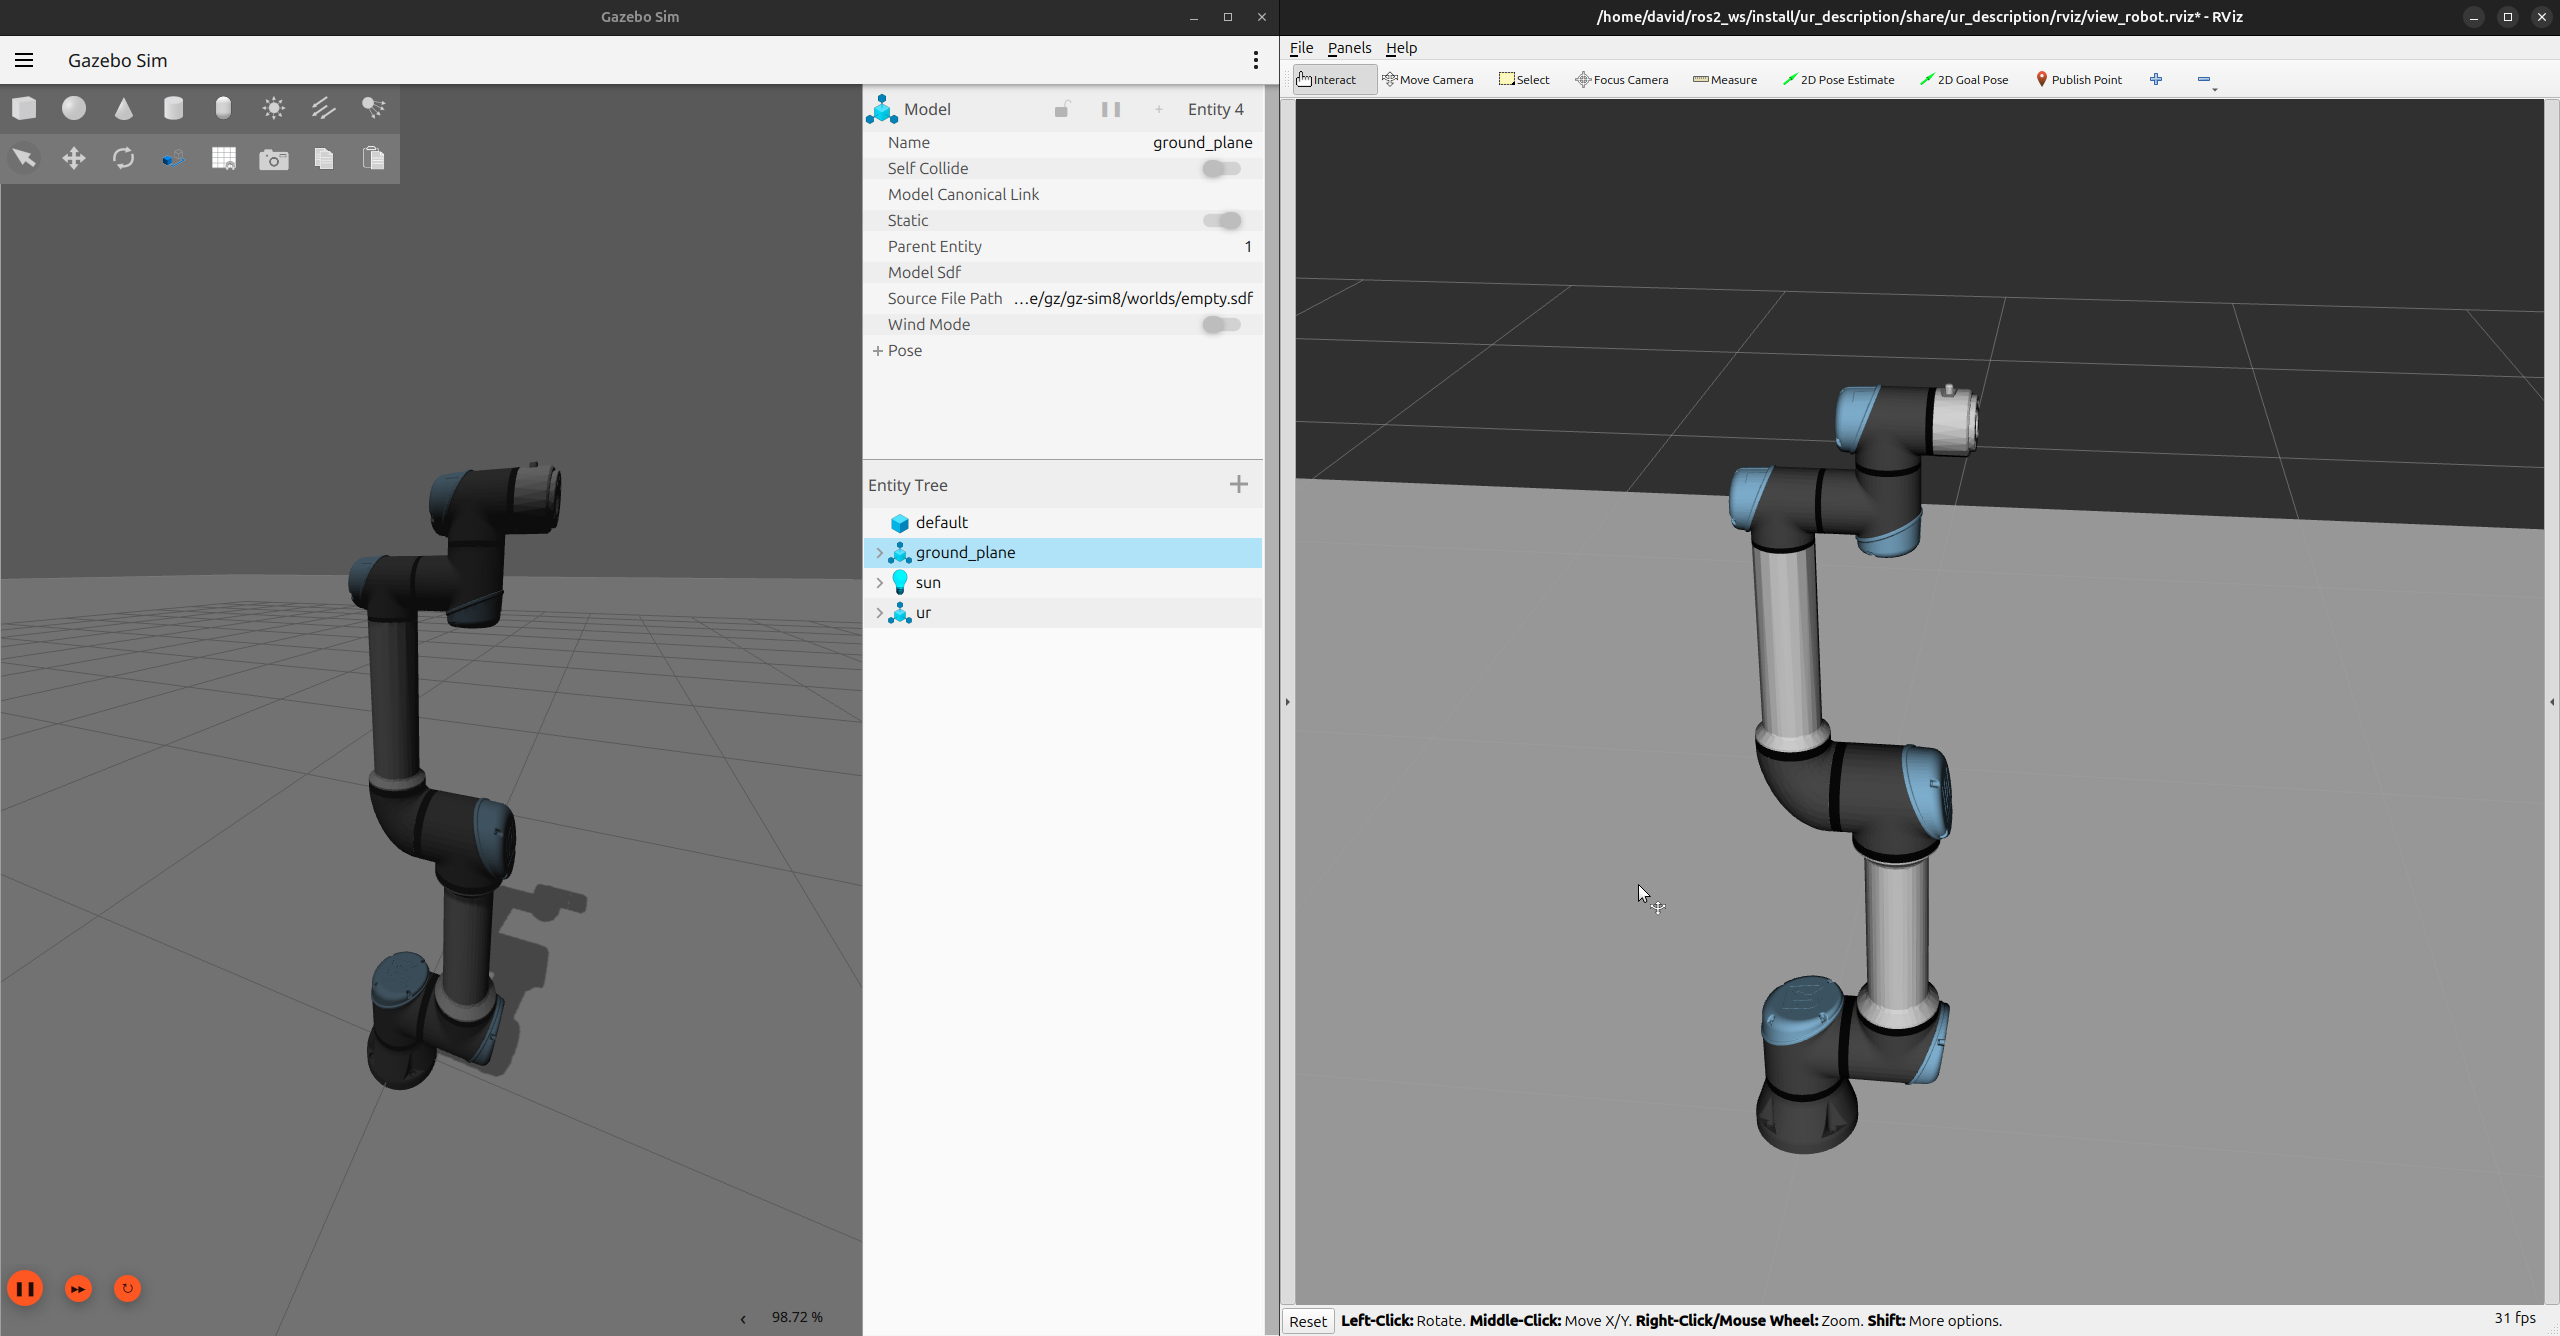 Gazebo Sim
Gazebo Sim
Model
Entity 4
Name ground_plane
Self Collide
Model Canonical Link
Static
Parent Entity 1
Model Sdf
Source File Path …e/gz/gz-sim8/worlds/empty.sdf
Wind Mode
+ Pose
Entity Tree
default
ground_plane
sun
ur
98.72 %
/home/david/ros2_ws/install/ur_description/share/ur_description/rviz/view_robot.rviz* - RViz
File Panels Help
Interact Move Camera Select Focus Camera Measure 2D Pose Estimate 2D Goal Pose Publish Point
Reset Left-Click: Rotate. Middle-Click: Move X/Y. Right-Click/Mouse Wheel: Zoom. Shift: More options. 31 fps